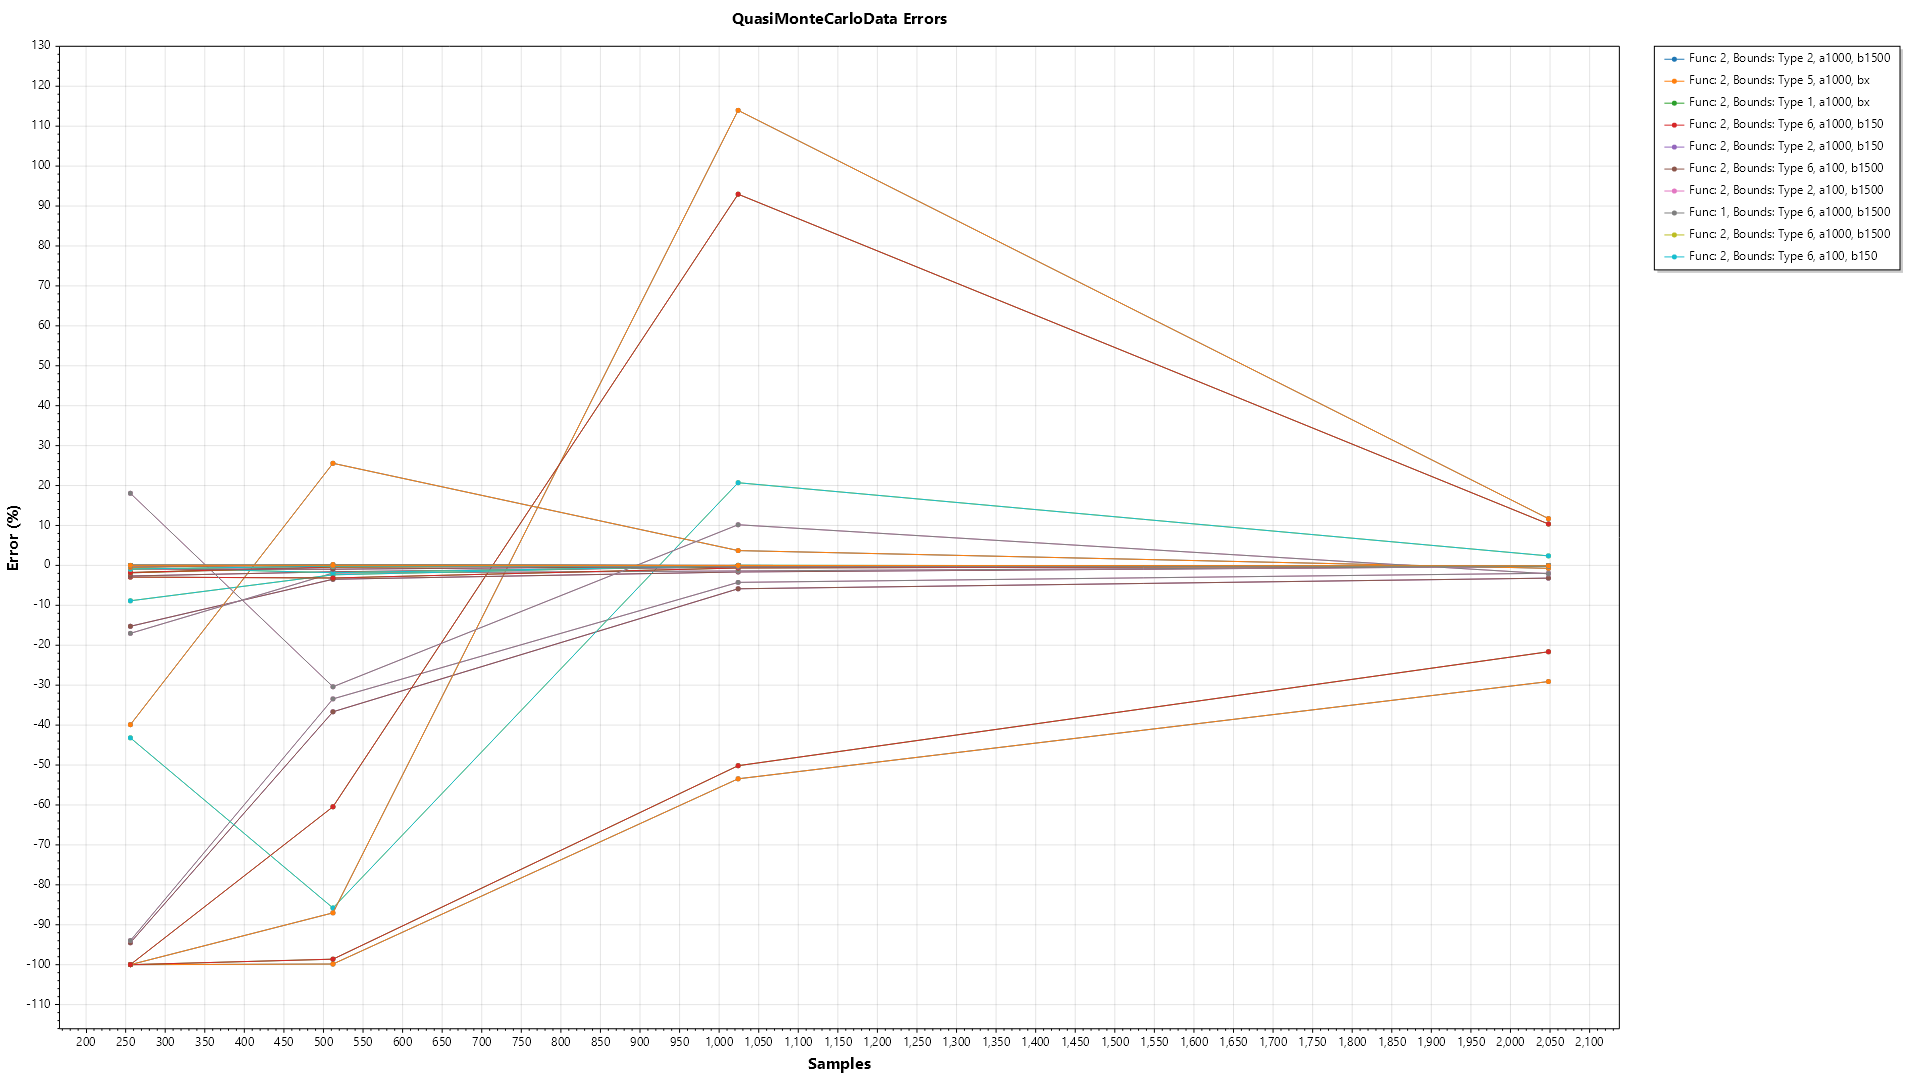 QuasiMonteCarloData Errors
130
120
110
100
90
80
70
60
50
40
30
20
10
0
-10
-20
-30
-40
-50
-60
-70
-80
-90
-100
-110
Error (%)
200 250 300 350 400 450 500 550 600 650 700 750 800 850 900 950 1,000 1,050 1,100 1,150 1,200 1,250 1,300 1,350 1,400 1,450 1,500 1,550 1,600 1,650 1,700 1,750 1,800 1,850 1,900 1,950 2,000 2,050 2,100
Samples
Func: 2, Bounds: Type 2, a1000, b1500
Func: 2, Bounds: Type 5, a1000, bx
Func: 2, Bounds: Type 1, a1000, bx
Func: 2, Bounds: Type 6, a1000, b150
Func: 2, Bounds: Type 2, a1000, b150
Func: 2, Bounds: Type 6, a100, b1500
Func: 2, Bounds: Type 2, a100, b1500
Func: 1, Bounds: Type 6, a1000, b1500
Func: 2, Bounds: Type 6, a1000, b1500
Func: 2, Bounds: Type 6, a100, b150